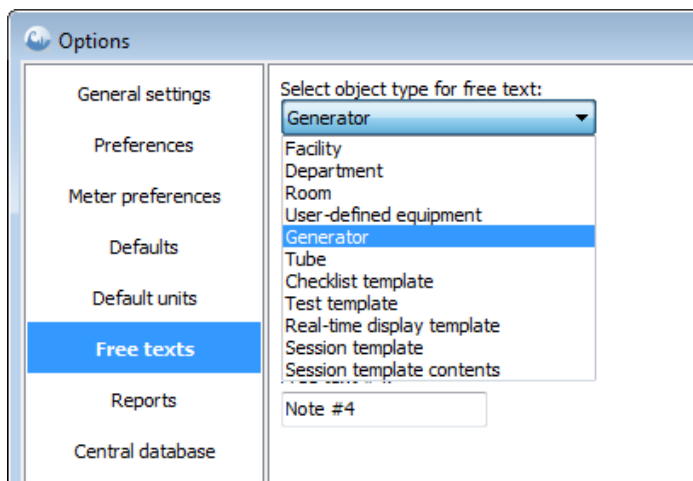 Options
General settings
Preferences
Meter preferences
Defaults
Default units
Free texts
Reports
Central database
Select object type for free text:
Generator
Facility
Department
Room
User-defined equipment
Generator
Tube
Checklist template
Test template
Real-time display template
Session template
Session template contents
Note #4